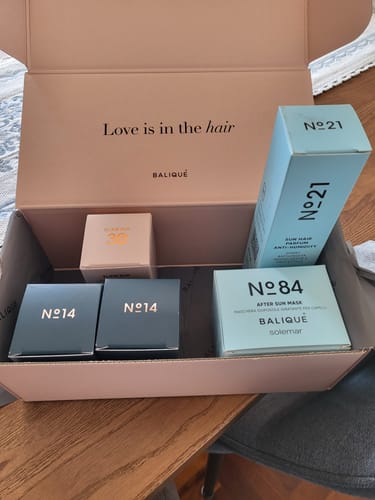 Love is in the hair
BALIQUÉ
Nº21
Nº21
SUN HAIR
PARFUM
ANTI-HUMIDITY
Nº84
AFTER SUN MASK
BALIQUÉ
solemar
Nº14
Nº14